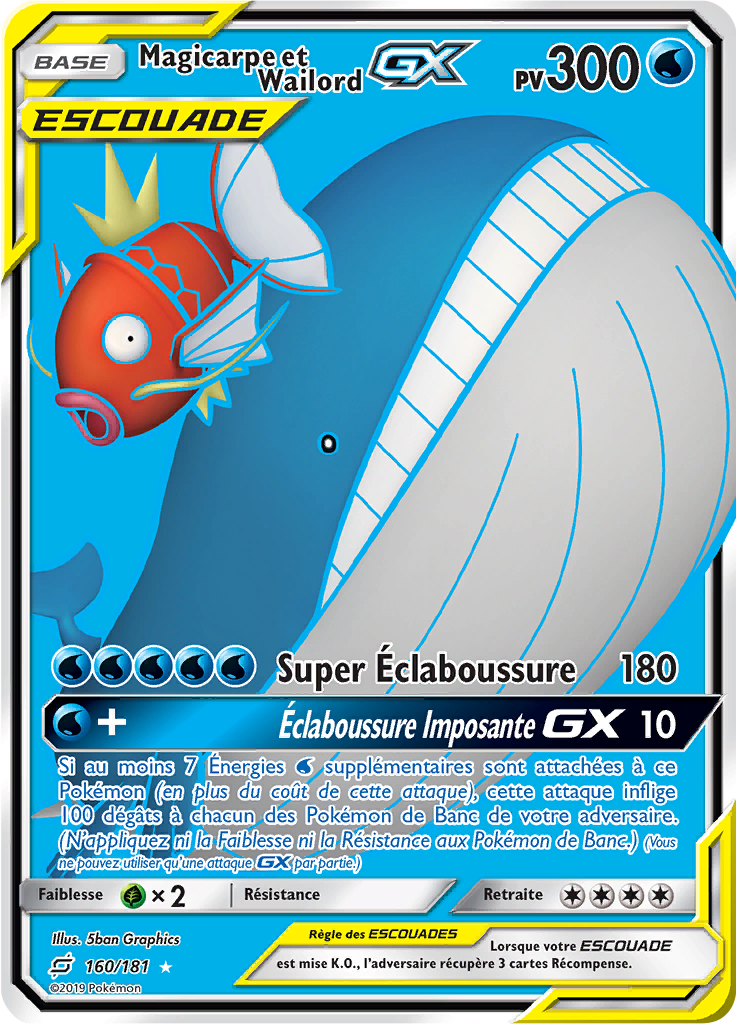 BASE
Magicarpe et
Wailord GX
PV 300
ESCOUADE
Super Éclaboussure 180
+ Éclaboussure Imposante GX 10
Si au moins 7 Énergies supplémentaires sont attachées à ce
Pokémon (en plus du coût de cette attaque), cette attaque inflige
100 dégâts à chacun des Pokémon de Banc de votre adversaire.
(N'appliquez ni la Faiblesse ni la Résistance aux Pokémon de Banc.) (Vous
ne pouvez utiliser qu'une attaque GX par partie.)
Faiblesse ×2 Résistance Retraite
Illus. 5ban Graphics
160/181
©2019 Pokémon
Règle des ESCOUADES
Lorsque votre ESCOUADE
est mise K.O., l'adversaire récupère 3 cartes Récompense.